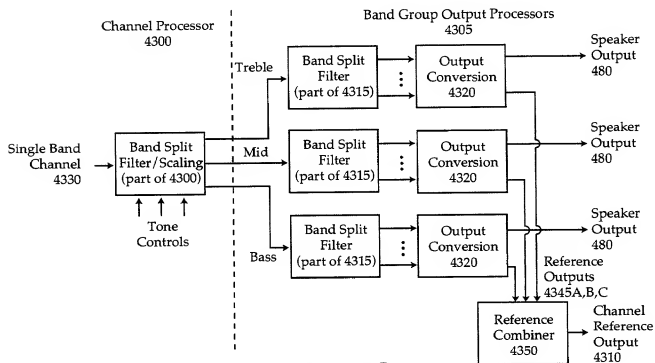 Channel Processor
4300
Band Group Output Processors
4305
Treble
Band Split
Filter
(part of 4315)
Output
Conversion
4320
Speaker
Output
480
Single Band
Channel
4330
Band Split
Filter/Scaling
(part of 4300)
Mid
Band Split
Filter
(part of 4315)
Output
Conversion
4320
Speaker
Output
480
Tone
Controls
Bass
Band Split
Filter
(part of 4315)
Output
Conversion
4320
Speaker
Output
480
Reference
Outputs
4345A,B,C
Reference
Combiner
4350
Channel
Reference
Output
4310